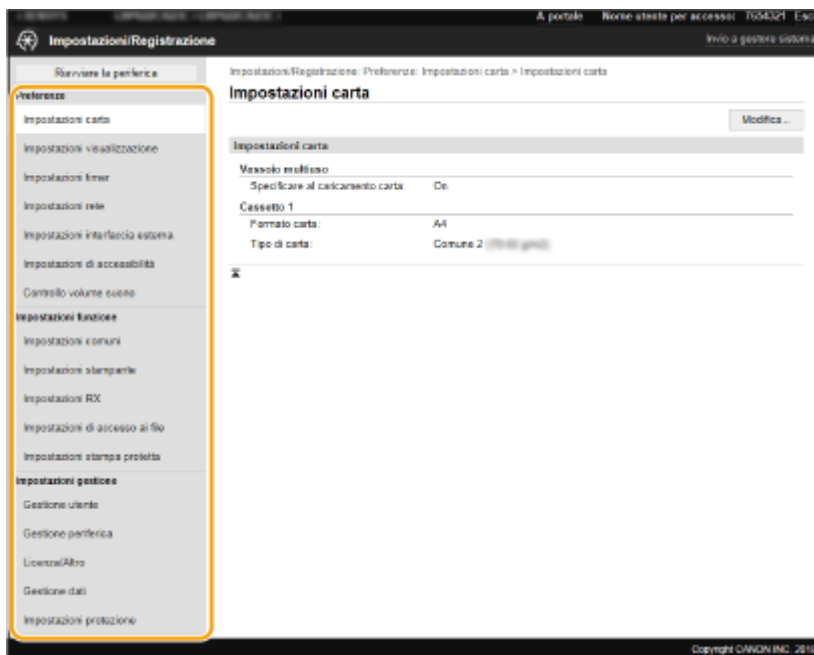 A portale Nome utente per accesso: 7654321 Esci
Impostazioni/Registrazione
Invio a gestore sistema
Riavviare la periferica
Impostazioni/Registrazione: Preferenze: Impostazioni carta > Impostazioni carta
Preferenze
Impostazioni carta
Impostazioni carta
Modifica...
Impostazioni visualizzazione
Impostazioni timer
Impostazioni rete
Impostazioni interfaccia esterna
Impostazioni di accessibilità
Controllo volume suono
Impostazioni funzione
Impostazioni comuni
Impostazioni stampante
Impostazioni RX
Impostazioni di accesso ai file
Impostazioni stampa protetta
Impostazioni gestione
Gestione utente
Gestione periferica
Licenza/Altro
Gestione dati
Impostazioni protezione
Impostazioni carta
Vassoio multiuso
Specificare al caricamento carta: On
Cassetto 1
Formato carta: A4
Tipo di carta: Comune 2
Copyright CANON INC.